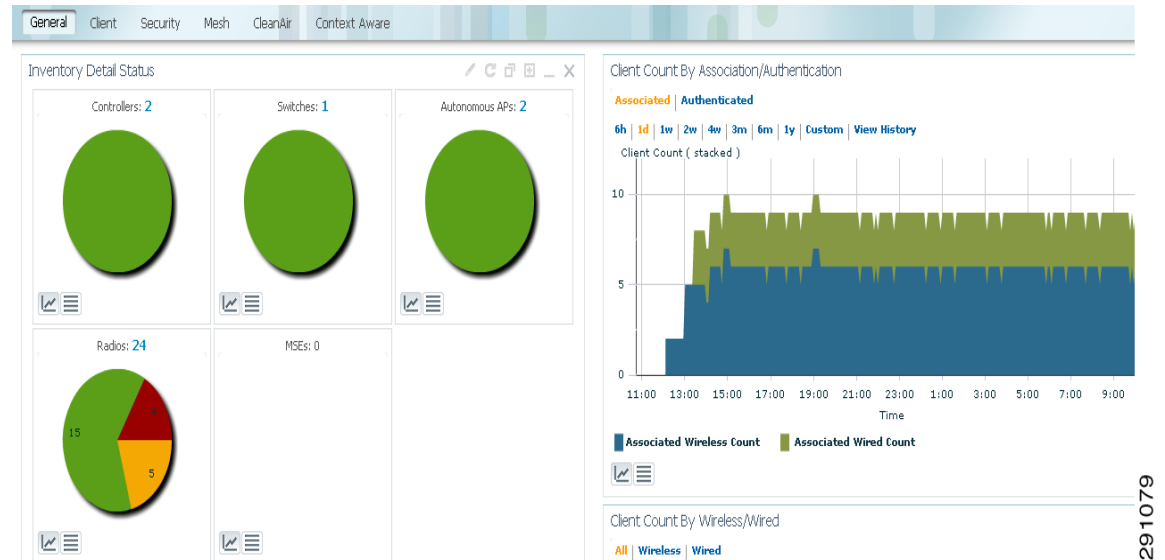 General Client Security Mesh CleanAir Context Aware
Inventory Detail Status
Controllers: 2
Switches: 1
Autonomous APs: 2
Radios: 24
4
15
5
MSEs: 0
Client Count By Association/Authentication
Associated | Authenticated
6h | 1d | 1w | 2w | 4w | 3m | 6m | 1y | Custom | View History
Client Count ( stacked )
10
5
0
11:00 13:00 15:00 17:00 19:00 21:00 23:00 1:00 3:00 5:00 7:00 9:00
Time
Associated Wireless Count Associated Wired Count
Client Count By Wireless/Wired
All | Wireless | Wired
291079